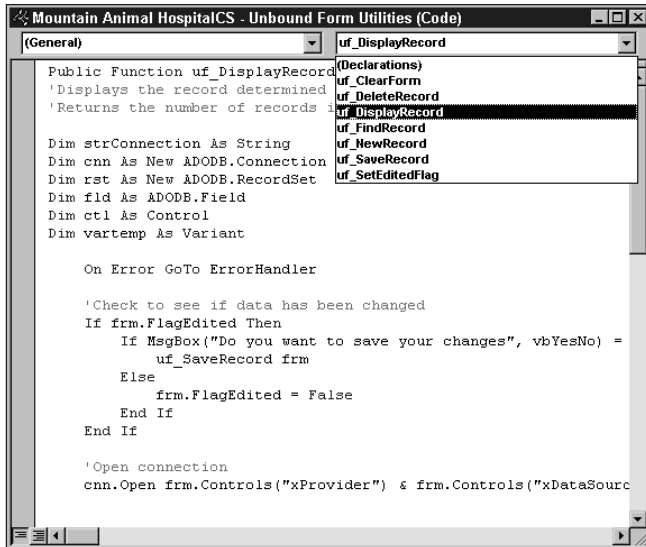 Mountain Animal HospitalCS - Unbound Form Utilities (Code)
(General)
uf_DisplayRecord
(Declarations)
uf_ClearForm
uf_DeleteRecord
uf_DisplayRecord
uf_FindRecord
uf_NewRecord
uf_SaveRecord
uf_SetEditedFlag
Public Function uf_DisplayRecord
'Displays the record determined
'Returns the number of records i
Dim strConnection As String
Dim cnn As New ADODB.Connection
Dim rst As New ADODB.RecordSet
Dim fld As ADODB.Field
Dim ctl As Control
Dim vartemp As Variant
On Error GoTo ErrorHandler
'Check to see if data has been changed
If frm.FlagEdited Then
If MsgBox("Do you want to save your changes", vbYesNo) =
uf_SaveRecord frm
Else
frm.FlagEdited = False
End If
End If
'Open connection
cnn.Open frm.Controls("xProvider") & frm.Controls("xDataSourc